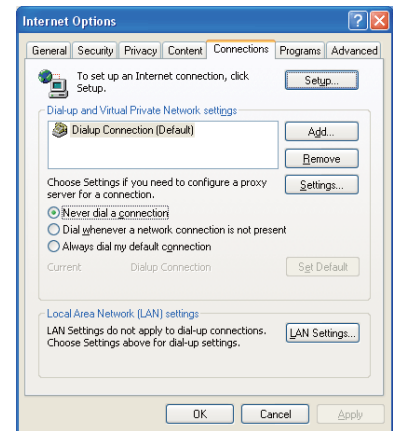 Internet Options
General Security Privacy Content Connections Programs Advanced
To set up an Internet connection, click
Setup.
Setup...
Dial-up and Virtual Private Network settings
Dialup Connection (Default)
Add...
Remove
Choose Settings if you need to configure a proxy
server for a connection.
Settings...
Never dial a connection
Dial whenever a network connection is not present
Always dial my default connection
Current Dialup Connection
Set Default
Local Area Network (LAN) settings
LAN Settings do not apply to dial-up connections.
Choose Settings above for dial-up settings.
LAN Settings...
OK Cancel Apply